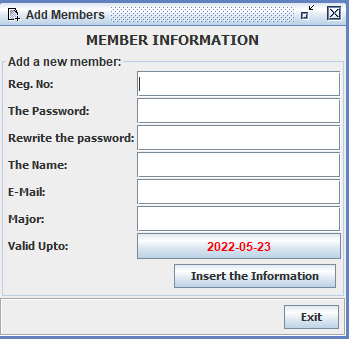 Add Members
MEMBER INFORMATION
Add a new member:
Reg. No:
The Password:
Rewrite the password:
The Name:
E-Mail:
Major:
Valid Upto: 2022-05-23
Insert the Information
Exit